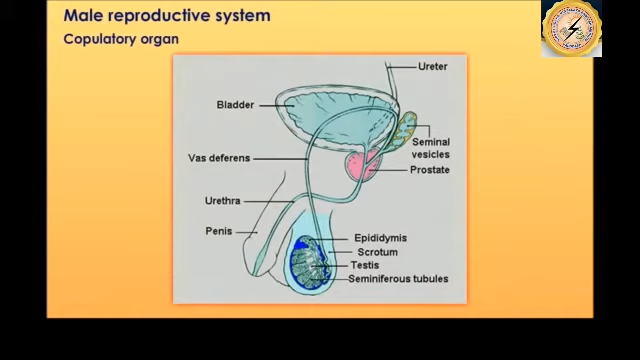 Male reproductive system
Copulatory organ
Ureter
Bladder
Seminal
vesicles
Vas deferens
Prostate
Urethra
Penis
Epididymis
Scrotum
Testis
Seminiferous tubules